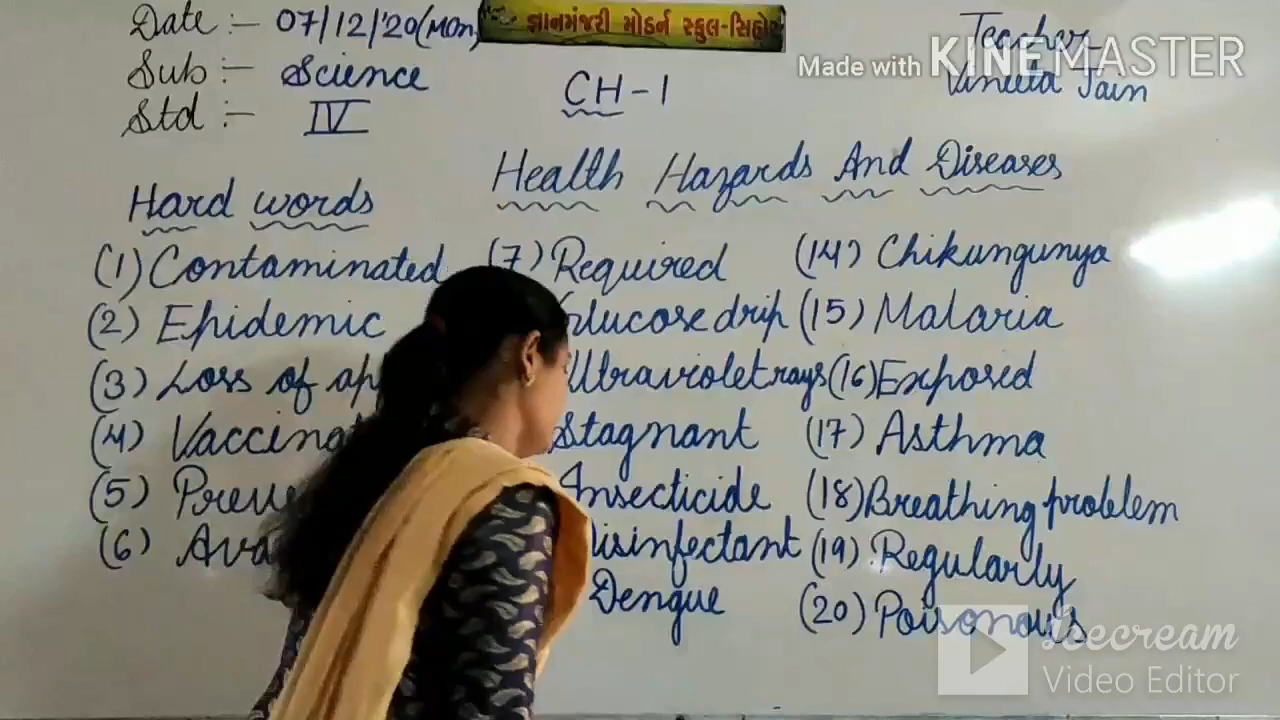 Date :- 07/12/'20(Mon)
જ્ઞાનમંજરી મોડર્ન સ્કુલ-સિહોર
Teacher
Vineeta Jain
Made with KINEMASTER
Sub :- Science
Std :- IV
CH-1
Health Hazards And Diseases
Hard words
(1) Contaminated
(2) Epidemic
(3) Loss of
(4)
(5)
(6)
(7) Required
Glucose drip
Ultraviolet rays
Stagnant
Insecticide
Disinfectant
Dengue
(14) Chikungunya
(15) Malaria
(16) Exposed
(17) Asthma
(18) Breathing problem
(19) Regularly
(20) Poisonous
Icecream
Video Editor